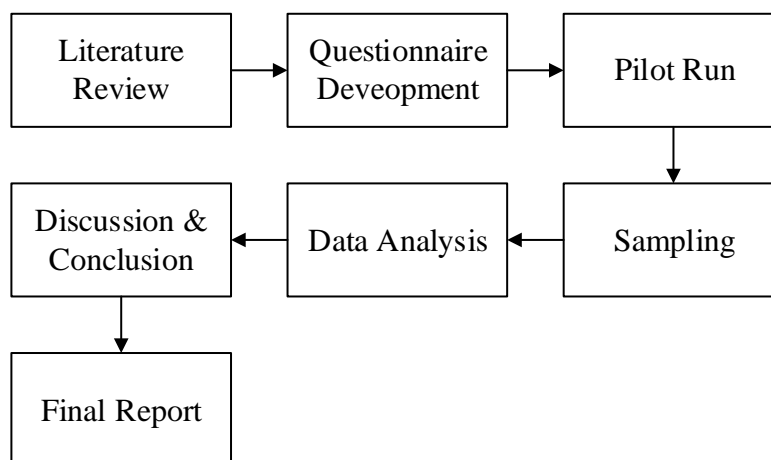 Literature
Review
Questionnaire
Deveopment
Pilot Run
Sampling
Data Analysis
Discussion &
Conclusion
Final Report